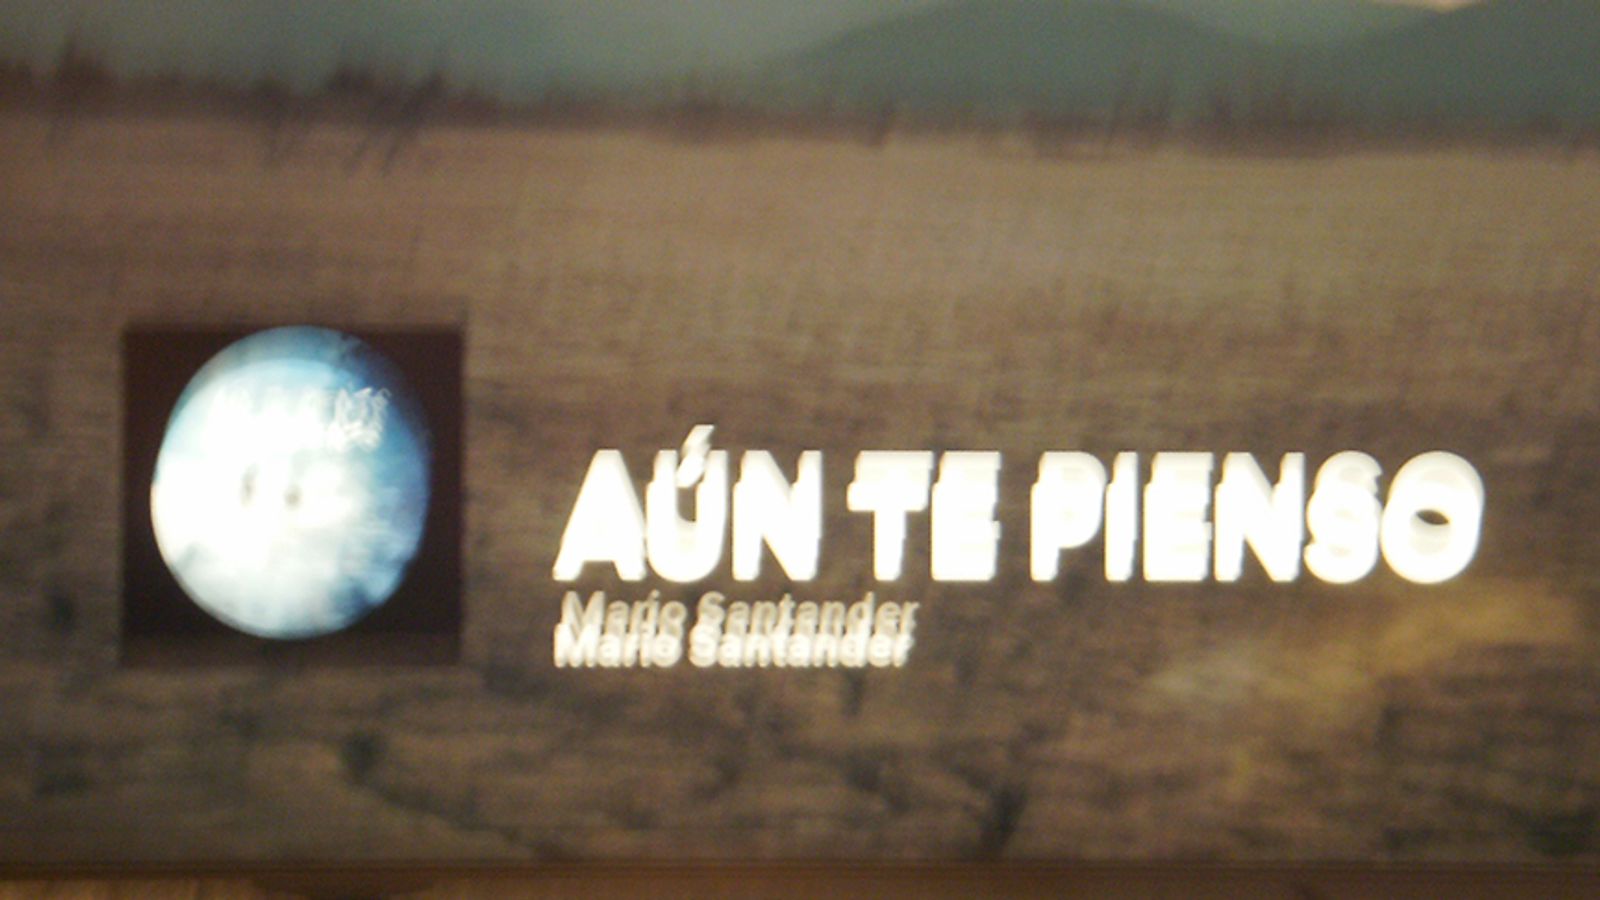 AÚN TE PIENSO
Mario Santander